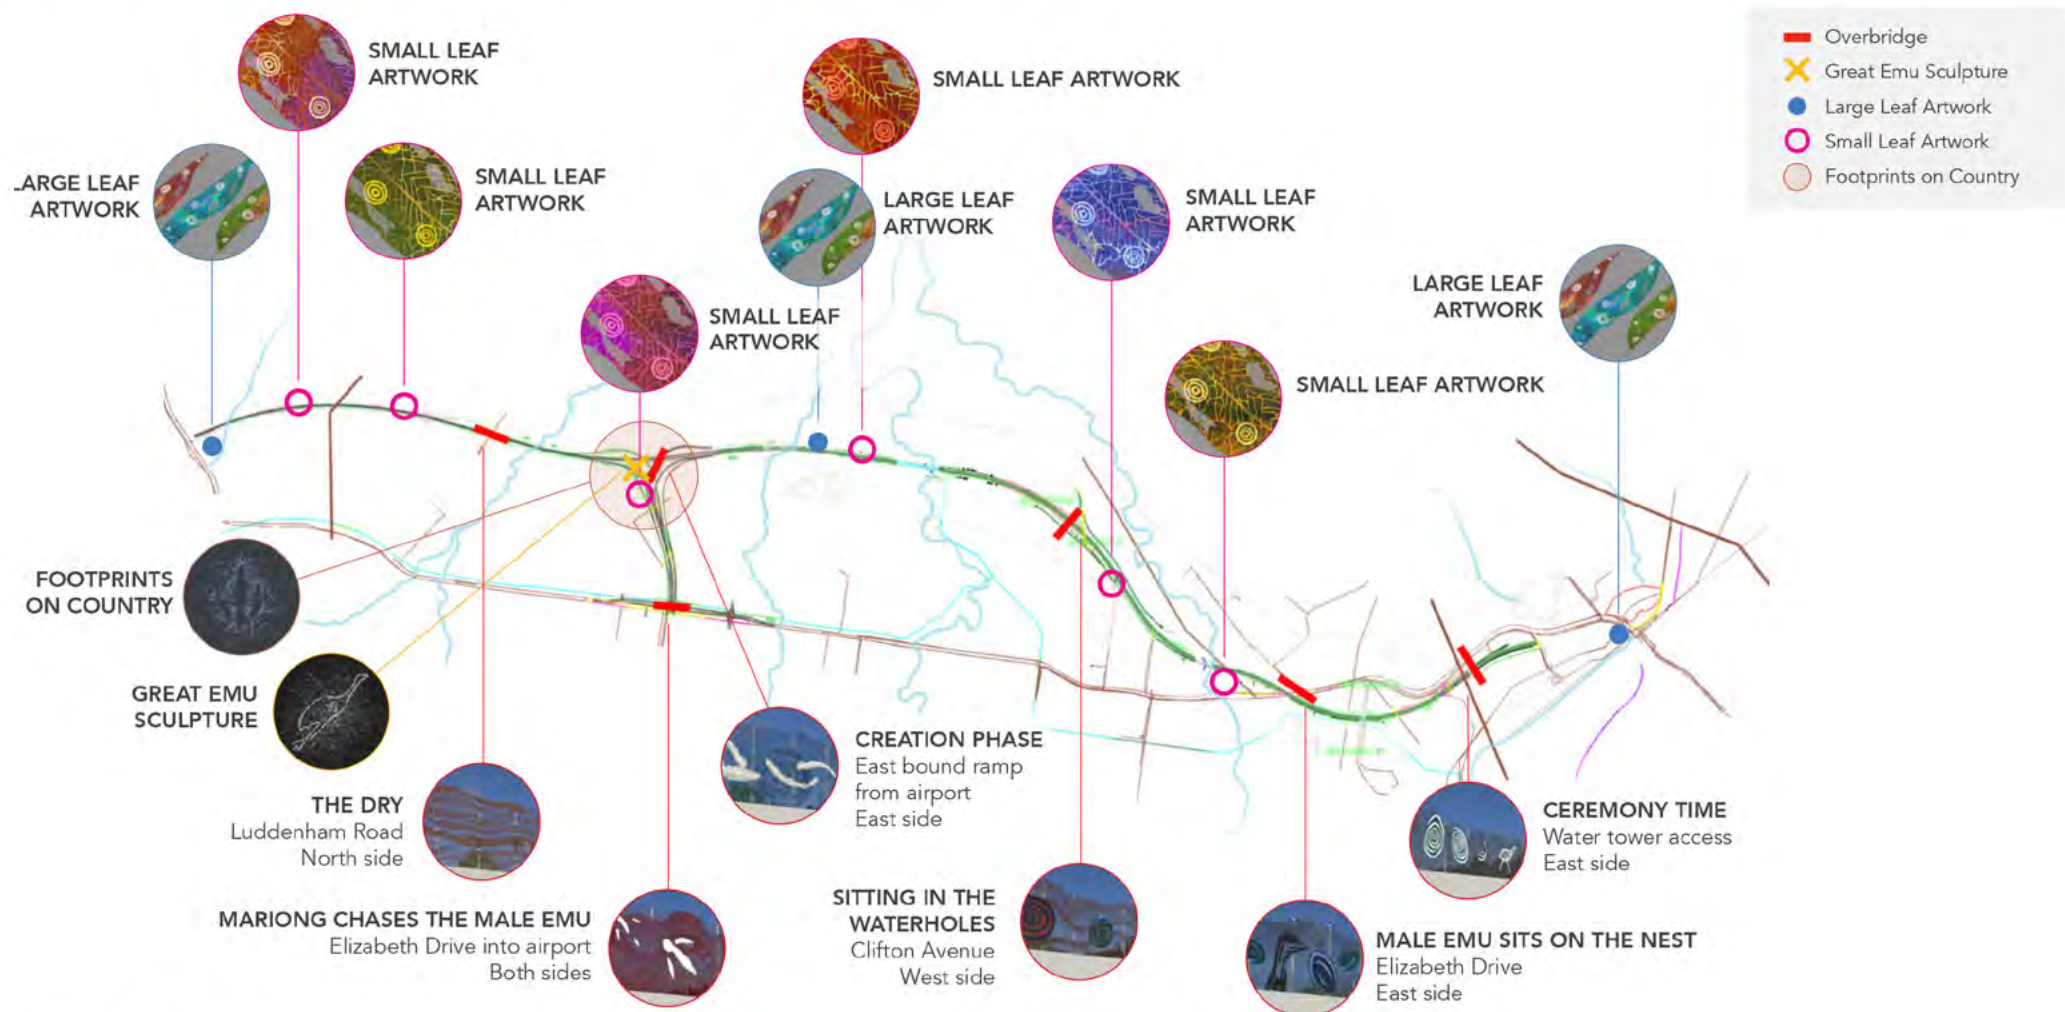 SMALL LEAF
ARTWORK
SMALL LEAF ARTWORK
Overbridge
Great Emu Sculpture
Large Leaf Artwork
Small Leaf Artwork
Footprints on Country
.ARGE LEAF
ARTWORK
SMALL LEAF
ARTWORK
LARGE LEAF
ARTWORK
SMALL LEAF
ARTWORK
LARGE LEAF
ARTWORK
SMALL LEAF
ARTWORK
SMALL LEAF ARTWORK
FOOTPRINTS
ON COUNTRY
GREAT EMU
SCULPTURE
THE DRY
Luddenham Road
North side
CREATION PHASE
East bound ramp
from airport
East side
CEREMONY TIME
Water tower access
East side
MARIONG CHASES THE MALE EMU
Elizabeth Drive into airport
Both sides
SITTING IN THE
WATERHOLES
Clifton Avenue
West side
MALE EMU SITS ON THE NEST
Elizabeth Drive
East side